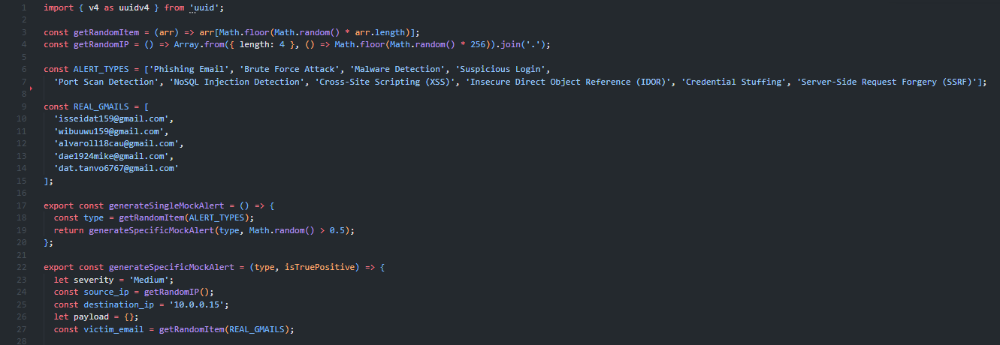 1 import { v4 as uuidv4 } from 'uuid';
2
3 const getRandomItem = (arr) => arr[Math.floor(Math.random() * arr.length)];
4 const getRandomIP = () => Array.from({ length: 4 }, () => Math.floor(Math.random() * 256)).join('.');
5
6 const ALERT_TYPES = ['Phishing Email', 'Brute Force Attack', 'Malware Detection', 'Suspicious Login',
7 'Port Scan Detection', 'NoSQL Injection Detection', 'Cross-Site Scripting (XSS)', 'Insecure Direct Object Reference (IDOR)', 'Credential Stuffing', 'Server-Side Request Forgery (SSRF)'];
8
9 const REAL_GMAILS = [
10 'isseidat159@gmail.com',
11 'wibuuwu159@gmail.com',
12 'alvaroll18cau@gmail.com',
13 'dae1924mike@gmail.com',
14 'dat.tanvo6767@gmail.com'
15 ];
16
17 export const generateSingleMockAlert = () => {
18 const type = getRandomItem(ALERT_TYPES);
19 return generateSpecificMockAlert(type, Math.random() > 0.5);
20 };
21
22 export const generateSpecificMockAlert = (type, isTruePositive) => {
23 let severity = 'Medium';
24 const source_ip = getRandomIP();
25 const destination_ip = '10.0.0.15';
26 let payload = {};
27 const victim_email = getRandomItem(REAL_GMAILS);
28